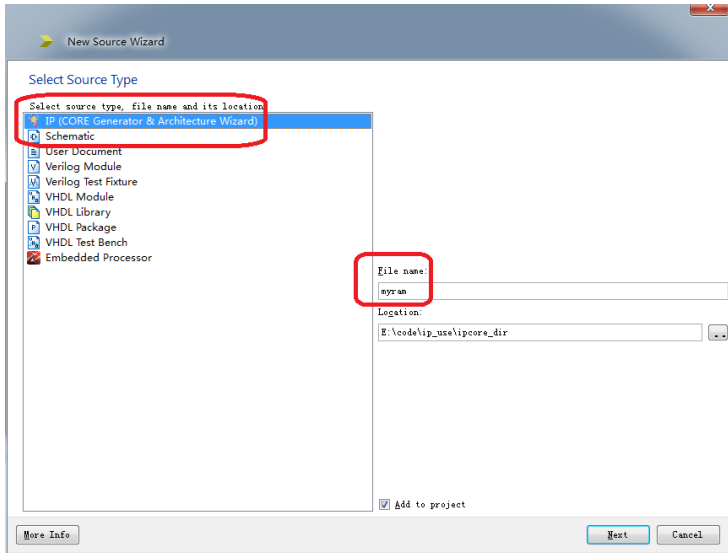 New Source Wizard
Select Source Type
Select source type, file name and its location
IP (CORE Generator & Architecture Wizard)
Schematic
User Document
Verilog Module
Verilog Test Fixture
VHDL Module
VHDL Library
VHDL Package
VHDL Test Bench
Embedded Processor
File name:
myram
Location:
E:\code\ip_use\ipcore_dir
..
Add to project
More Info
Next
Cancel